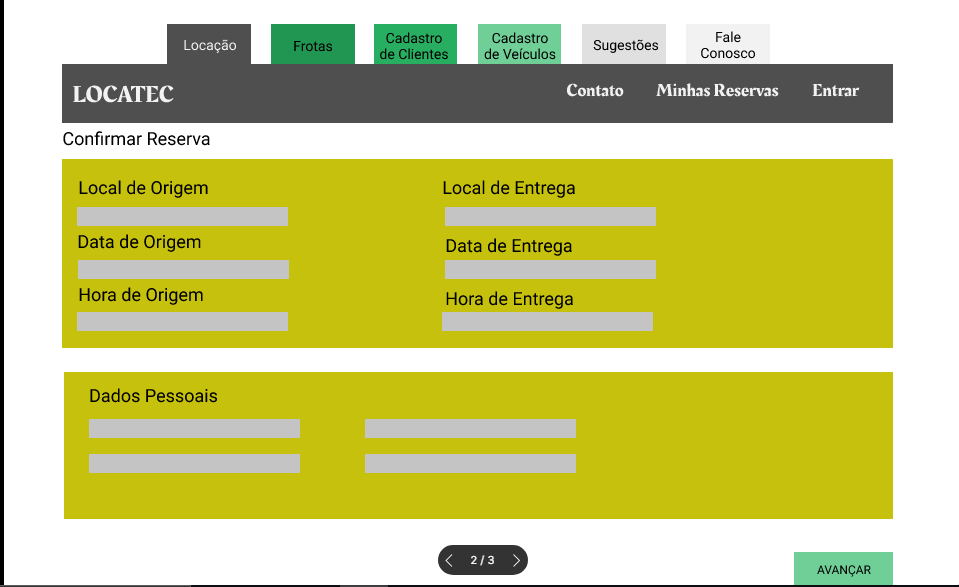 Locação
Frotas
Cadastro
de Clientes
Cadastro
de Veículos
Sugestões
Fale
Conosco
LOCATEC
Contato
Minhas Reservas
Entrar
Confirmar Reserva
Local de Origem
Local de Entrega
Data de Origem
Data de Entrega
Hora de Origem
Hora de Entrega
Dados Pessoais
2 / 3
AVANÇAR